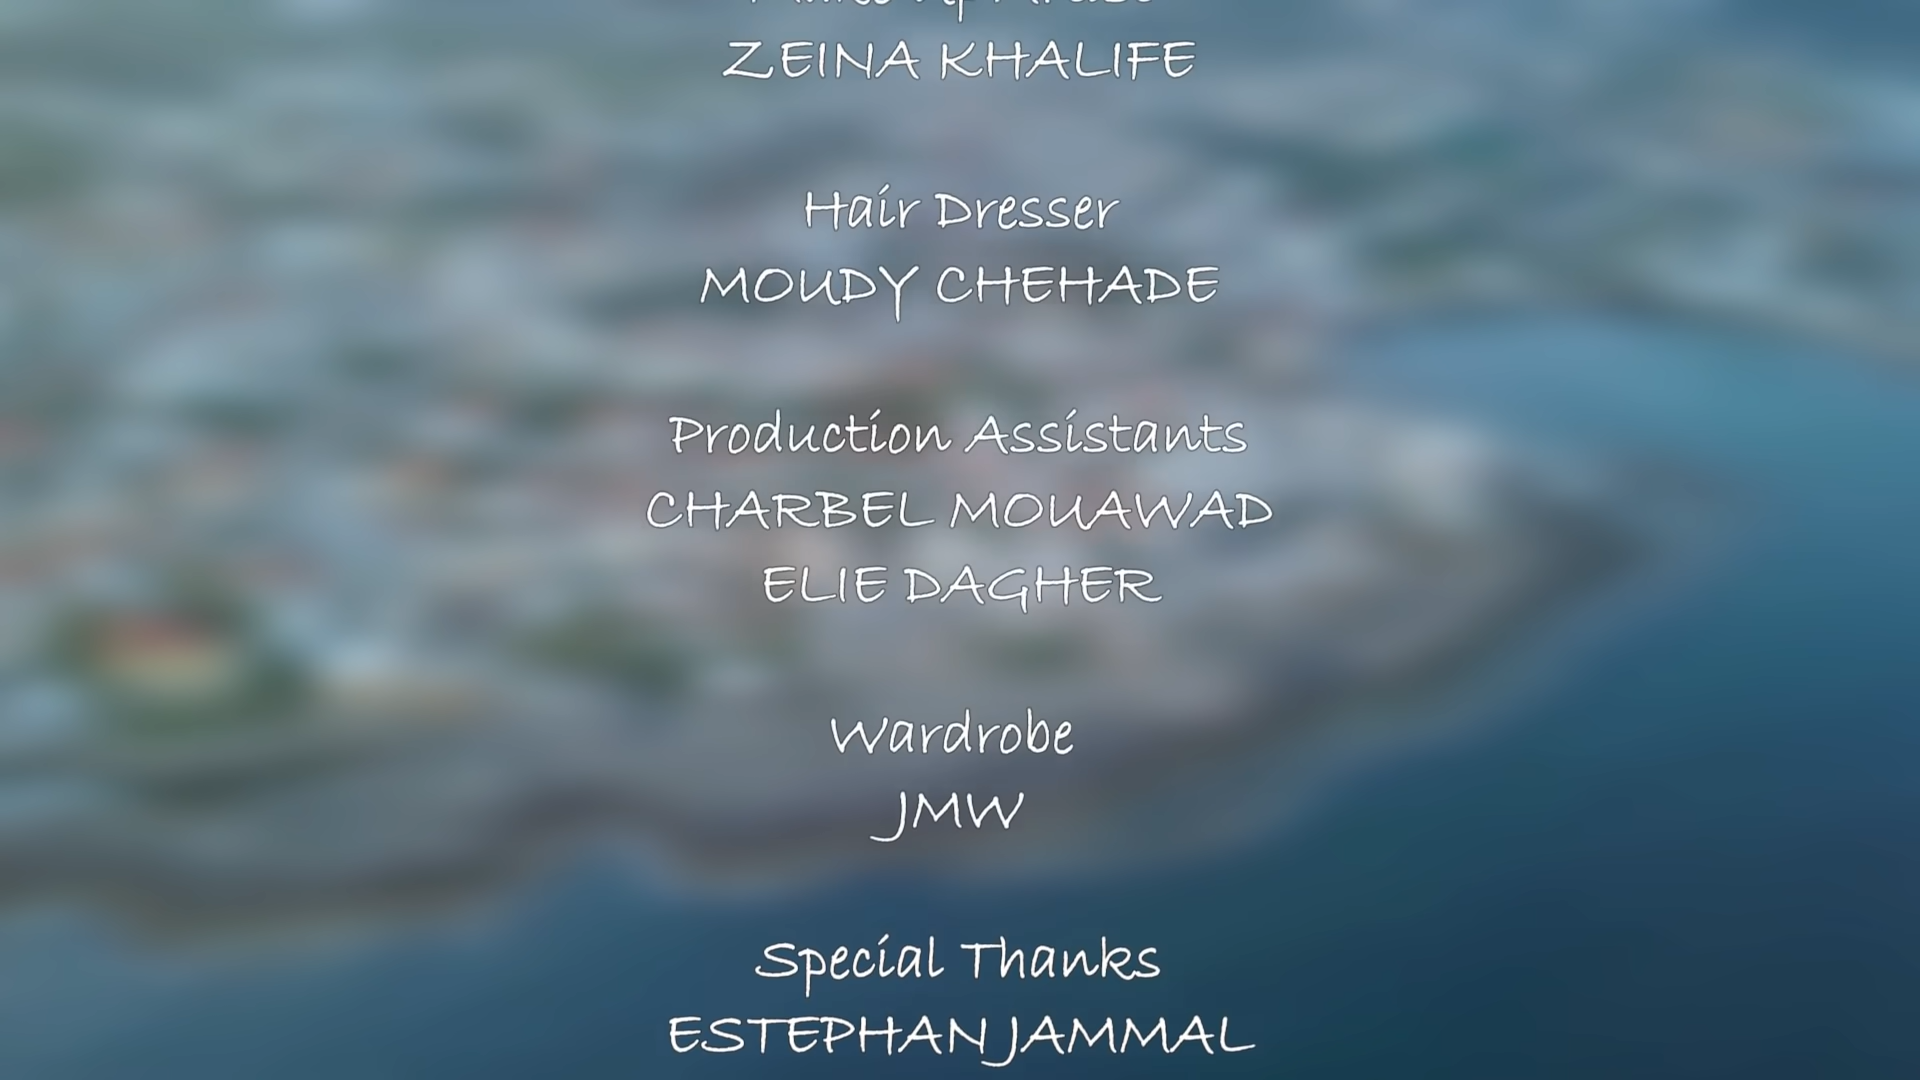 ZEINA KHALIFE
Hair Dresser
MOUDY CHEHADE
Production Assistants
CHARBEL MOUAWAD
ELIE DAGHER
Wardrobe
JMW
Special Thanks
ESTEPHAN JAMMAL